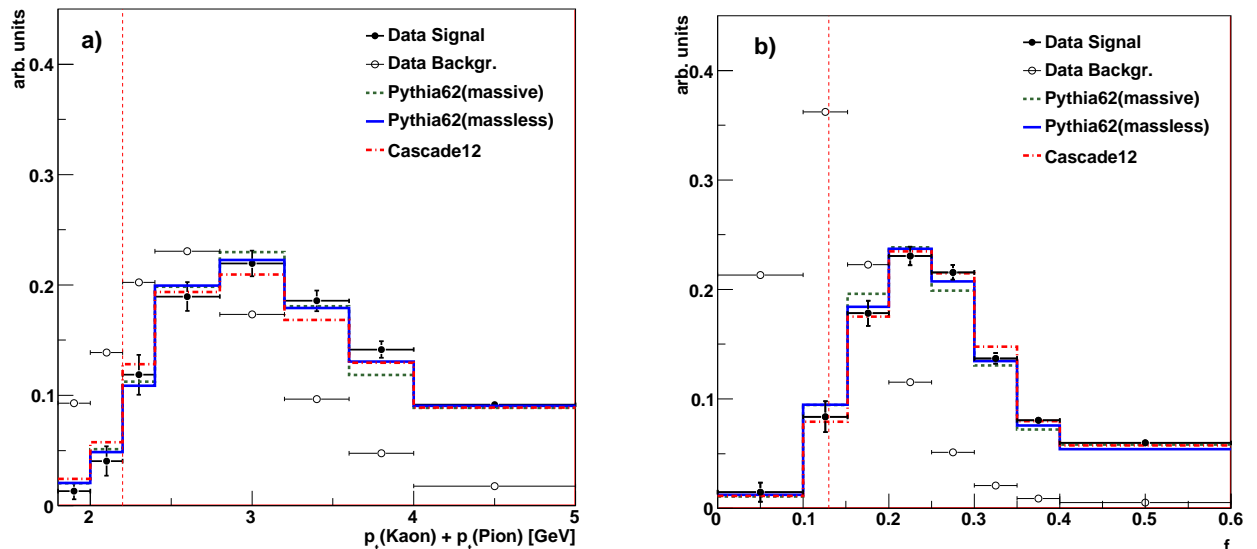 a)
arb. units
Data Signal
Data Backgr.
Pythia62(massive)
Pythia62(massless)
Cascade12
0.4
0.3
0.2
0.1
0
2 3 4 5
p_t(Kaon) + p_t(Pion) [GeV]
b)
arb. units
Data Signal
Data Backgr.
Pythia62(massive)
Pythia62(massless)
Cascade12
0.4
0.3
0.2
0.1
0
0 0.1 0.2 0.3 0.4 0.5 0.6
f